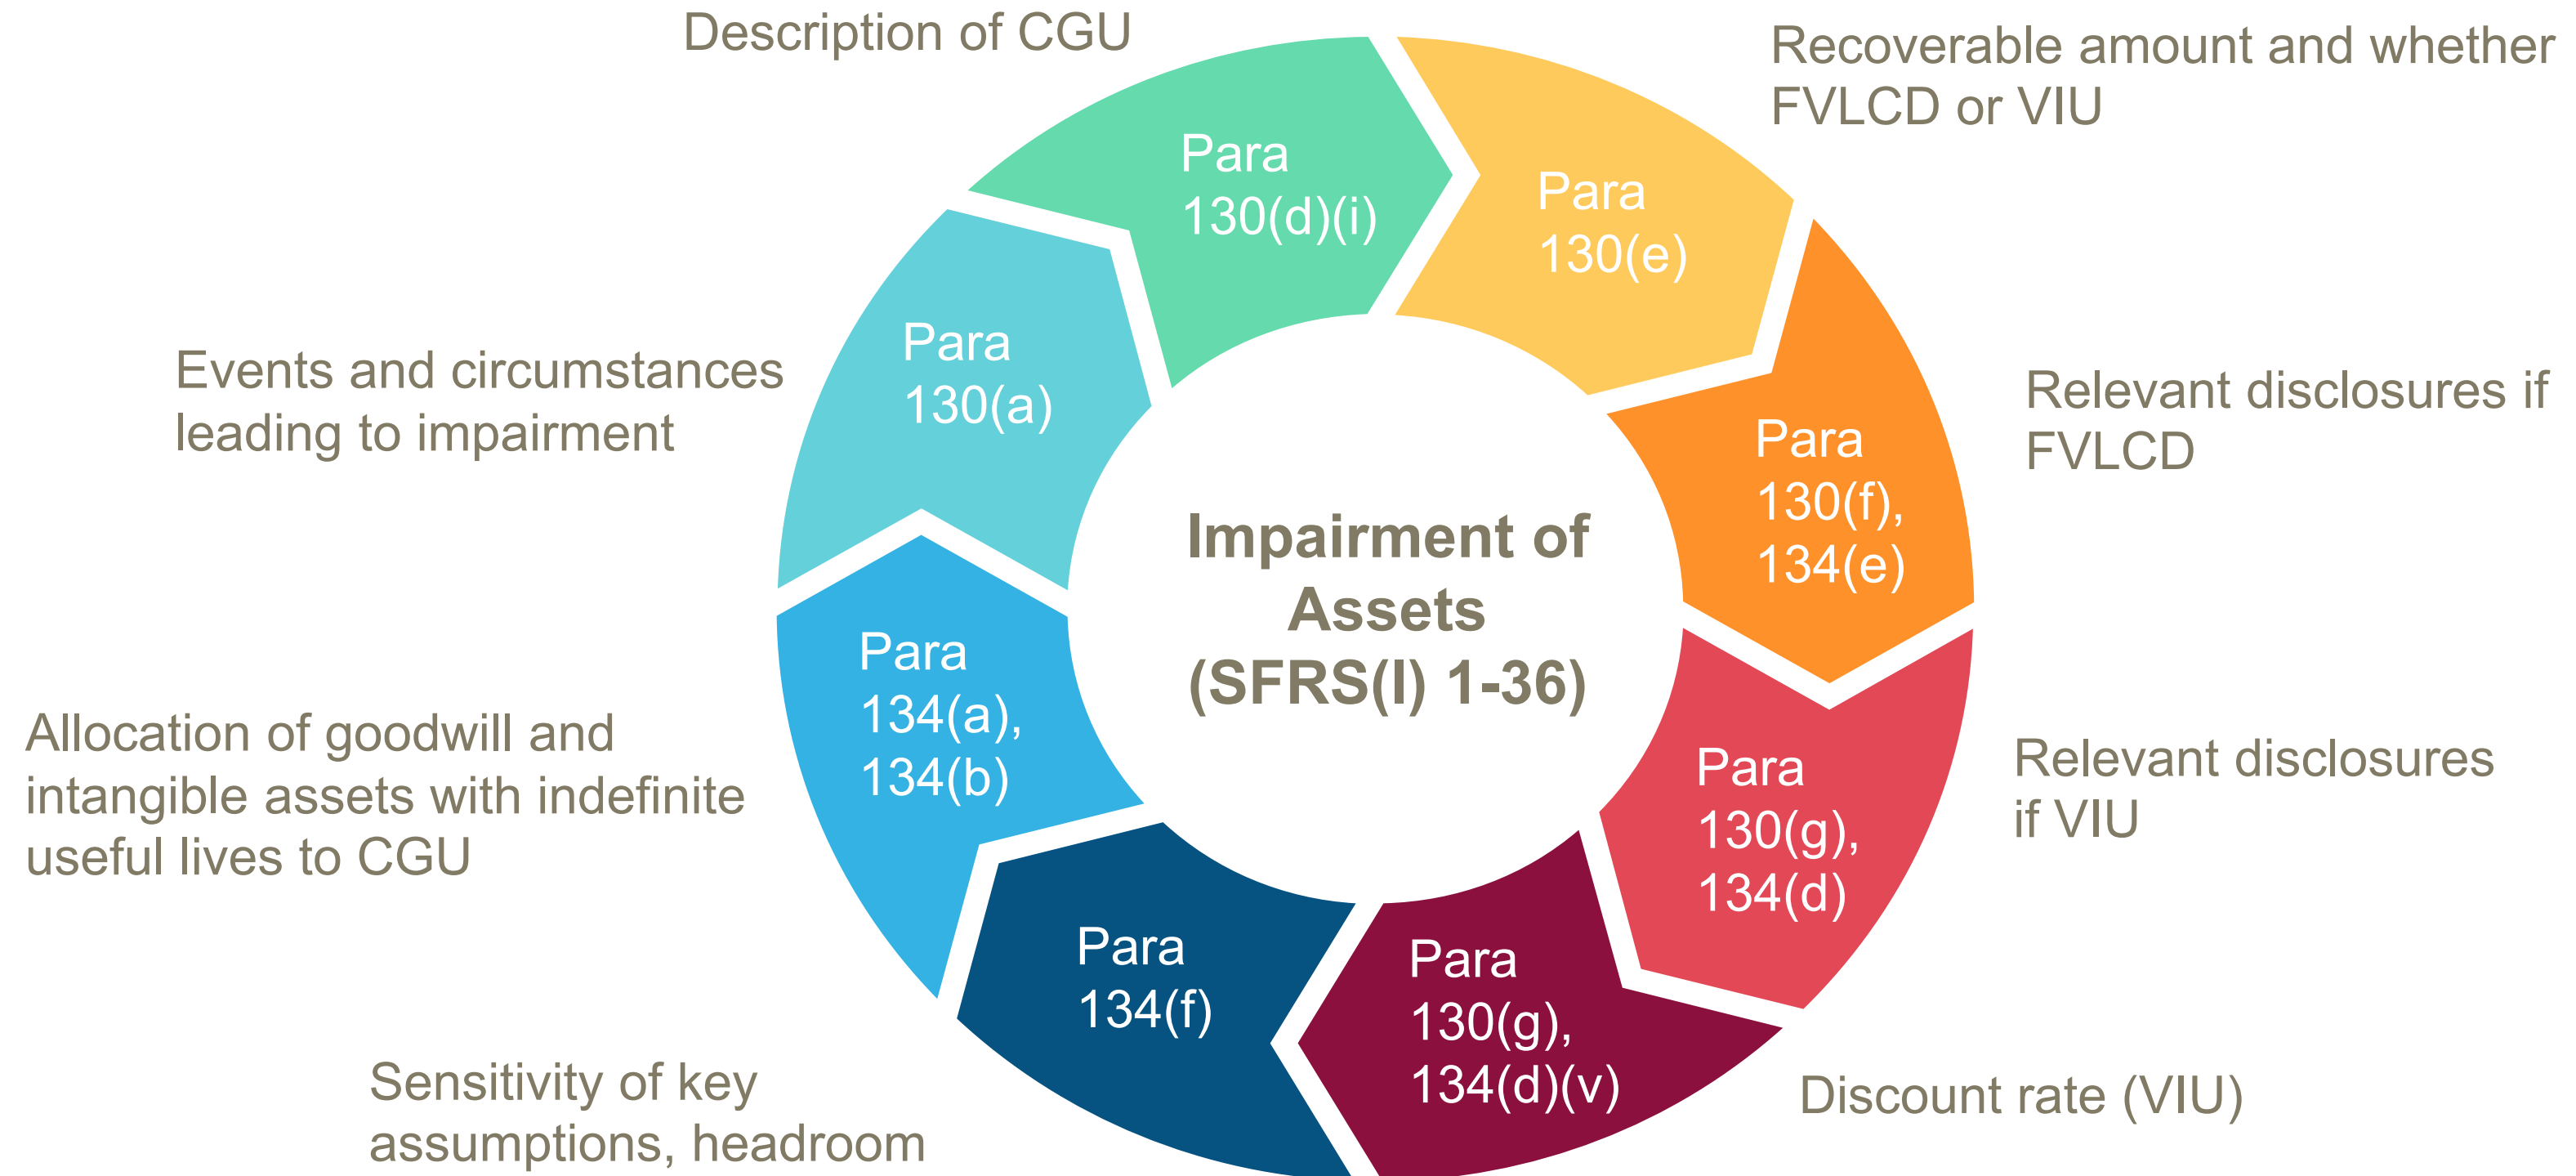 Description of CGU
Para
130(d)(i)
Recoverable amount and whether
FVLCD or VIU
Para
130(e)
Relevant disclosures if
FVLCD
Para
130(f),
134(e)
Relevant disclosures
if VIU
Para
130(g),
134(d)
Discount rate (VIU)
Para
130(g),
134(d)(v)
Sensitivity of key
assumptions, headroom
Para
134(f)
Allocation of goodwill and
intangible assets with indefinite
useful lives to CGU
Para
134(a),
134(b)
Events and circumstances
leading to impairment
Para
130(a)
Impairment of
Assets
(SFRS(I) 1-36)